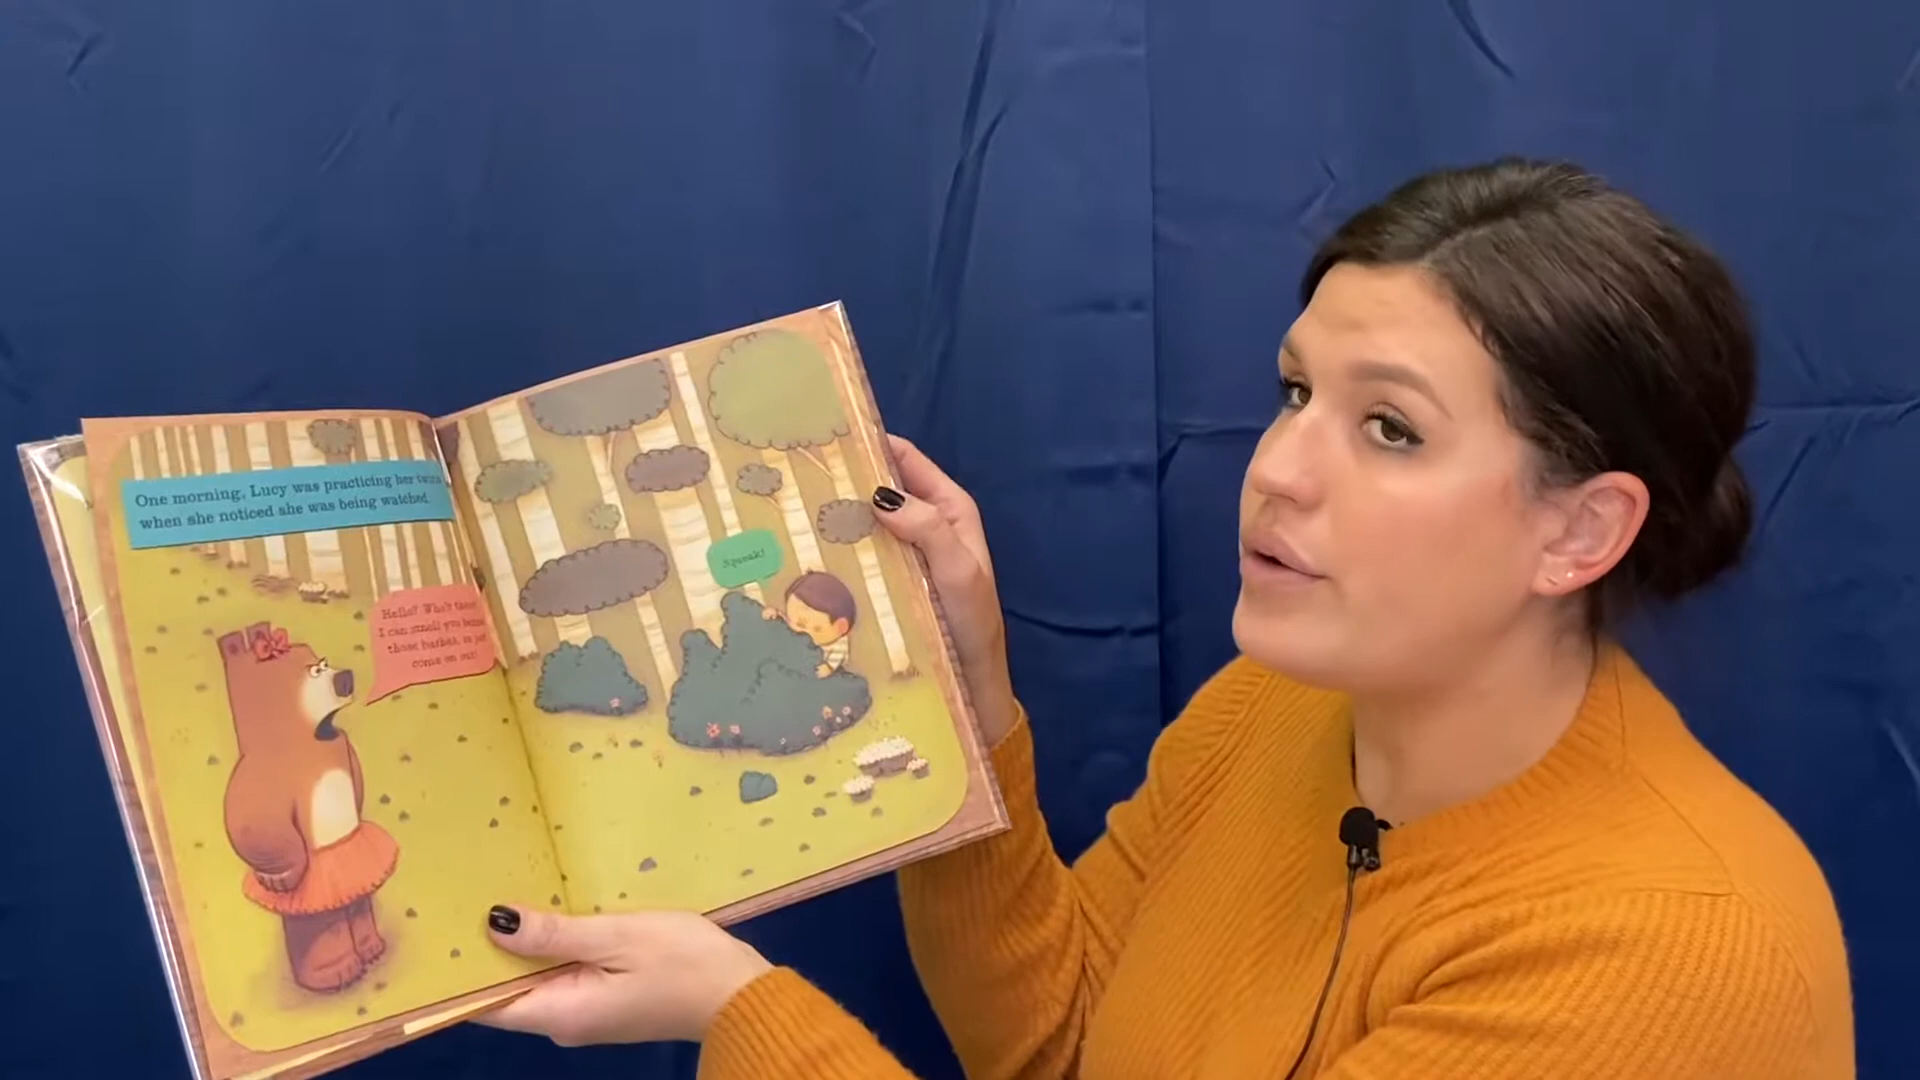 One morning, Lucy was practicing her twirls
when she noticed she was being watched.
Hello? Who's there?
I can smell you behind
those bushes, so just
come on out!
Squeak!